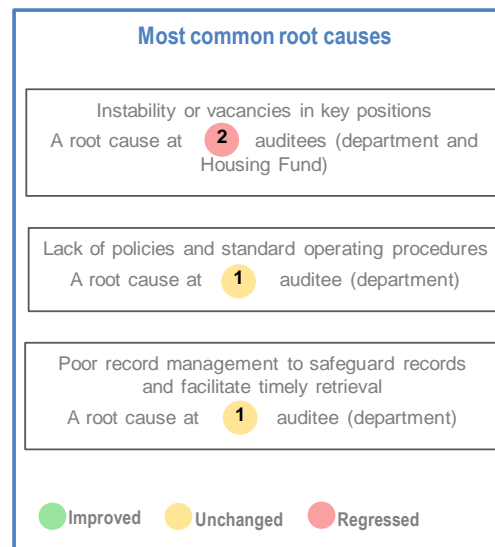 Most common root causes
Instability or vacancies in key positions
A root cause at 2 auditees (department and
Housing Fund)
Lack of policies and standard operating procedures
A root cause at 1 auditee (department)
Poor record management to safeguard records
and facilitate timely retrieval
A root cause at 1 auditee (department)
Improved Unchanged Regressed